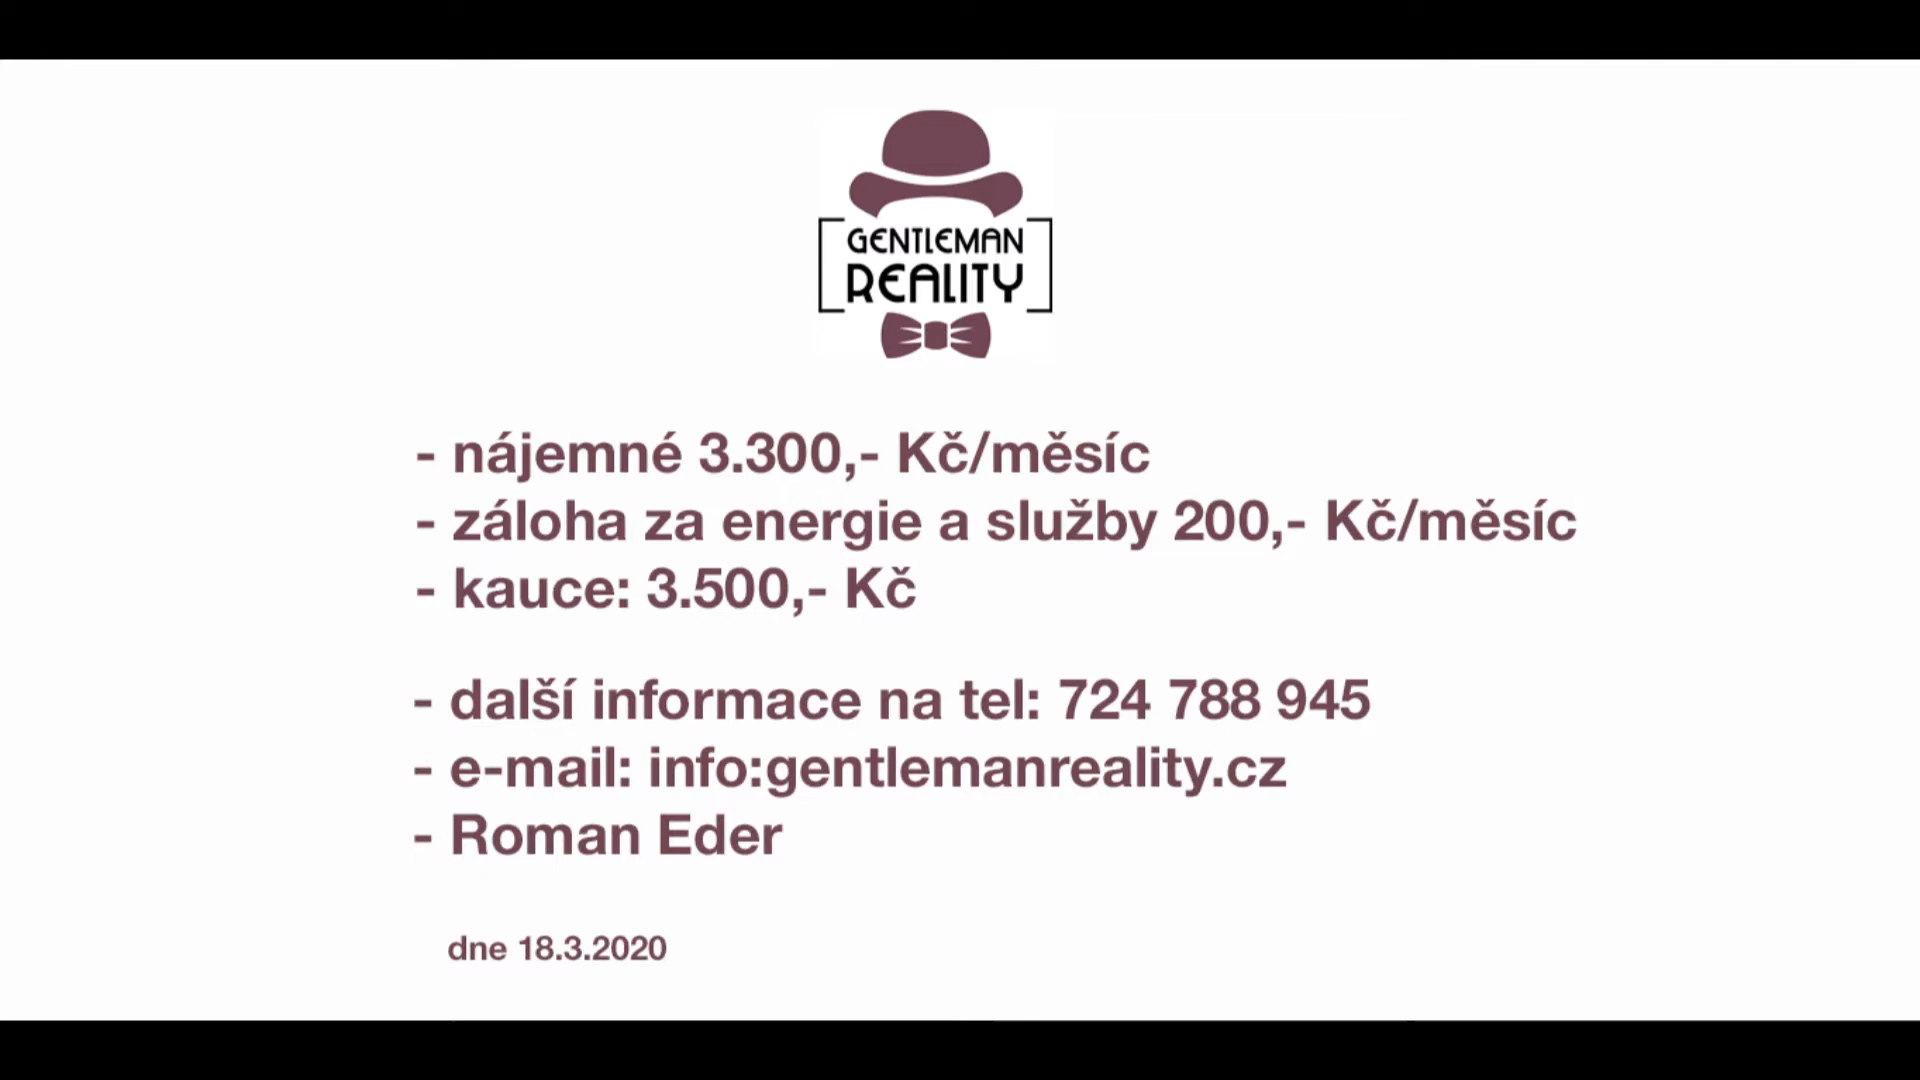 GENTLEMAN
REALITY
- nájemné 3.300,- Kč/měsíc
- záloha za energie a služby 200,- Kč/měsíc
- kauce: 3.500,- Kč
- další informace na tel: 724 788 945
- e-mail: info:gentlemanreality.cz
- Roman Eder
dne 18.3.2020